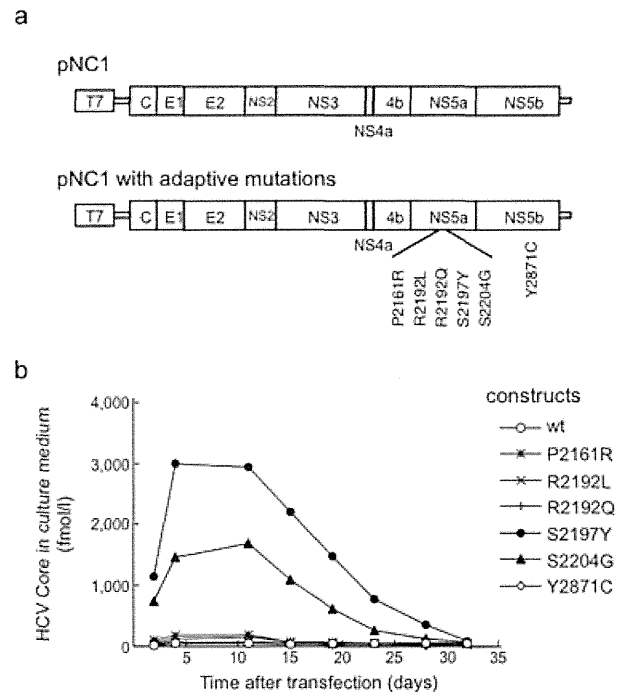 a
pNC1
T7 C E1 E2 NS2 NS3 4b NS5a NS5b
NS4a
pNC1 with adaptive mutations
T7 C E1 E2 NS2 NS3 4b NS5a NS5b
NS4a
P2161R
R2192L
R2192Q
S2197Y
S2204G
Y2871C
b
HCV Core in culture medium
(fmol/l)
4,000
3,000
2,000
1,000
0
5 10 15 20 25 30 35
Time after transfection (days)
constructs
wt
P2161R
R2192L
R2192Q
S2197Y
S2204G
Y2871C